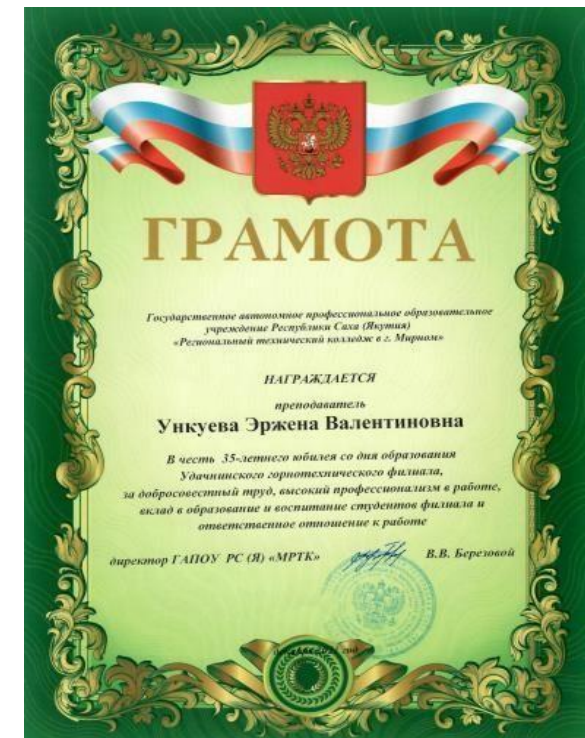 ГРАМОТА
Государственное автономное профессиональное образовательное
учреждение Республики Саха (Якутия)
«Региональный технический колледж в г. Мирном»
НАГРАЖДАЕТСЯ
преподаватель
Ункуева Эржена Валентиновна
В честь 35-летнего юбилея со дня образования
Удачнинского горнотехнического филиала,
за добросовестный труд, высокий профессионализм в работе,
вклад в образование и воспитание студентов филиала и
ответственное отношение к работе
директор ГАПОУ РС (Я) «МРТК» В.В. Березовой
год